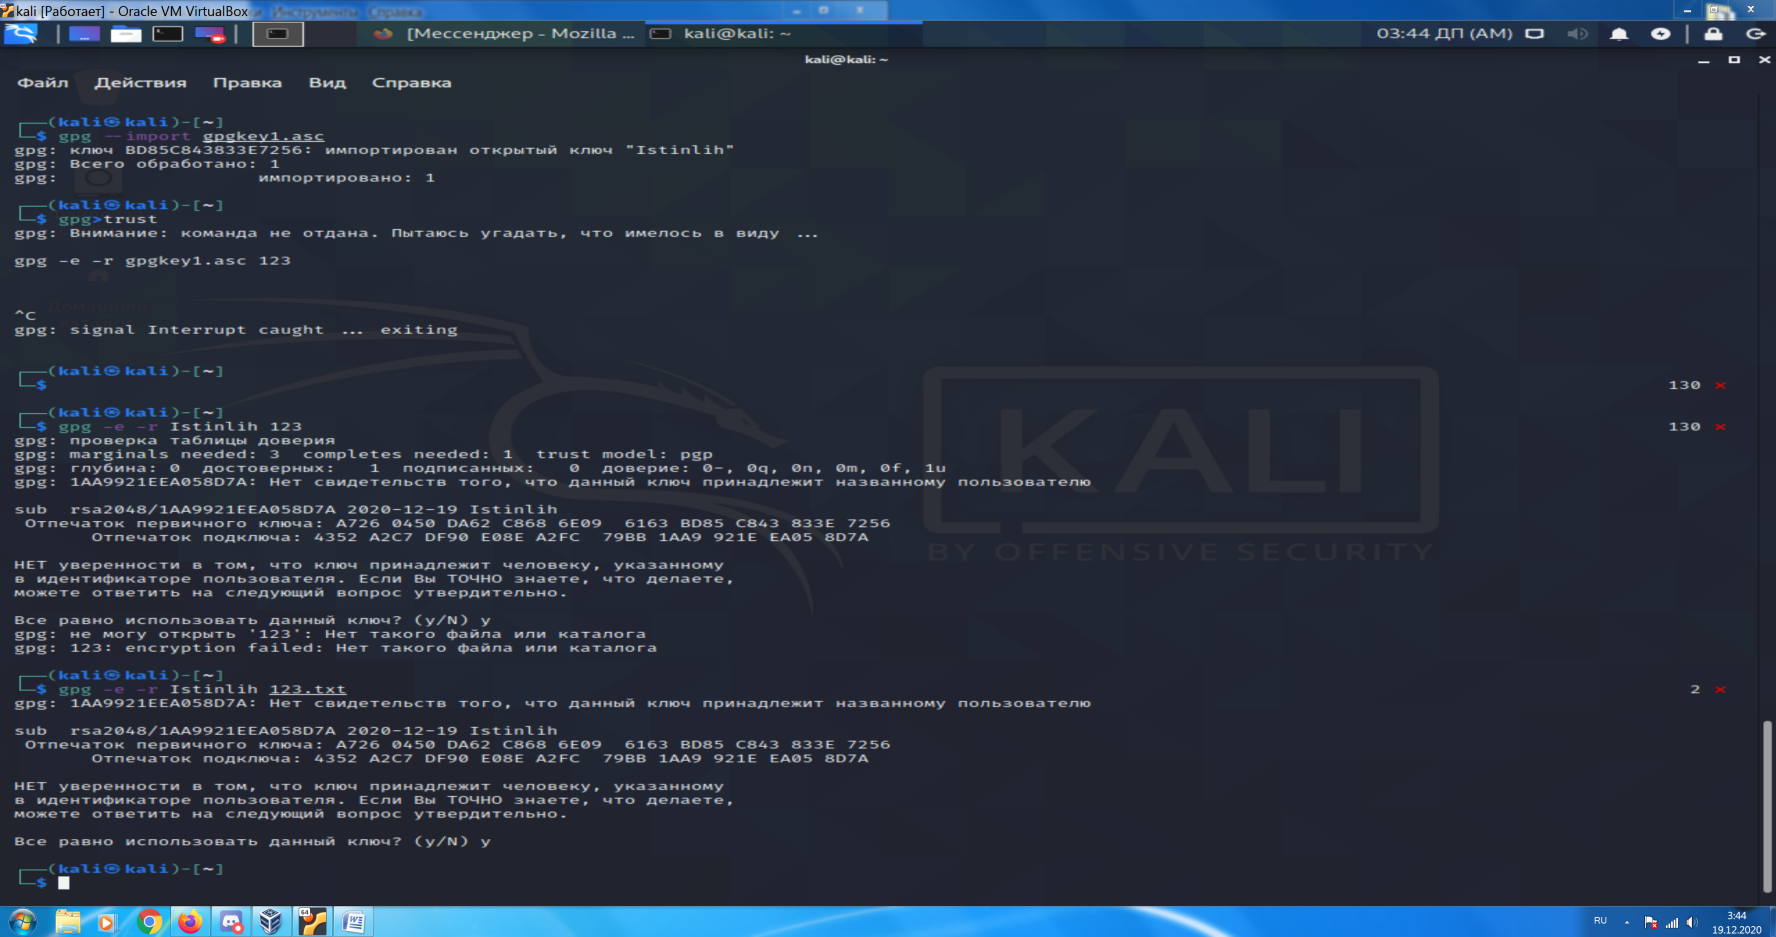 kali [Работает] - Oracle VM VirtualBox
Инструменты Справка
[Мессенджер - Mozilla ...
kali@kali: ~
03:44 ДП (AM)
kali@kali: ~
Файл Действия Правка Вид Справка
┌──(kali㉿kali)-[~]
└─$ gpg --import gpgkey1.asc
gpg: ключ BD85C843833E7256: импортирован открытый ключ "Istinlih"
gpg: Всего обработано: 1
gpg: импортировано: 1
┌──(kali㉿kali)-[~]
└─$ gpg>trust
gpg: Внимание: команда не отдана. Пытаюсь угадать, что имелось в виду ...
gpg -e -r gpgkey1.asc 123
^C
gpg: signal Interrupt caught ... exiting
┌──(kali㉿kali)-[~]
└─$ 130 ×
┌──(kali㉿kali)-[~]
└─$ gpg -e -r Istinlih 123 130 ×
gpg: проверка таблицы доверия
gpg: marginals needed: 3 completes needed: 1 trust model: pgp
gpg: глубина: 0 достоверных: 1 подписанных: 0 доверие: 0-, 0q, 0n, 0m, 0f, 1u
gpg: 1AA9921EEA058D7A: Нет свидетельств того, что данный ключ принадлежит названному пользователю
sub rsa2048/1AA9921EEA058D7A 2020-12-19 Istinlih
Отпечаток первичного ключа: A726 0450 DA62 C868 6E09 6163 BD85 C843 833E 7256
Отпечаток подключа: 4352 A2C7 DF90 E08E A2FC 79BB 1AA9 921E EA05 8D7A
НЕТ уверенности в том, что ключ принадлежит человеку, указанному
в идентификаторе пользователя. Если Вы ТОЧНО знаете, что делаете,
можете ответить на следующий вопрос утвердительно.
Все равно использовать данный ключ? (y/N) y
gpg: не могу открыть '123': Нет такого файла или каталога
gpg: 123: encryption failed: Нет такого файла или каталога
┌──(kali㉿kali)-[~]
└─$ gpg -e -r Istinlih 123.txt 2 ×
gpg: 1AA9921EEA058D7A: Нет свидетельств того, что данный ключ принадлежит названному пользователю
sub rsa2048/1AA9921EEA058D7A 2020-12-19 Istinlih
Отпечаток первичного ключа: A726 0450 DA62 C868 6E09 6163 BD85 C843 833E 7256
Отпечаток подключа: 4352 A2C7 DF90 E08E A2FC 79BB 1AA9 921E EA05 8D7A
НЕТ уверенности в том, что ключ принадлежит человеку, указанному
в идентификаторе пользователя. Если Вы ТОЧНО знаете, что делаете,
можете ответить на следующий вопрос утвердительно.
Все равно использовать данный ключ? (y/N) y
┌──(kali㉿kali)-[~]
└─$
KALI
BY OFFENSIVE SECURITY
64
RU
3:44
19.12.2020